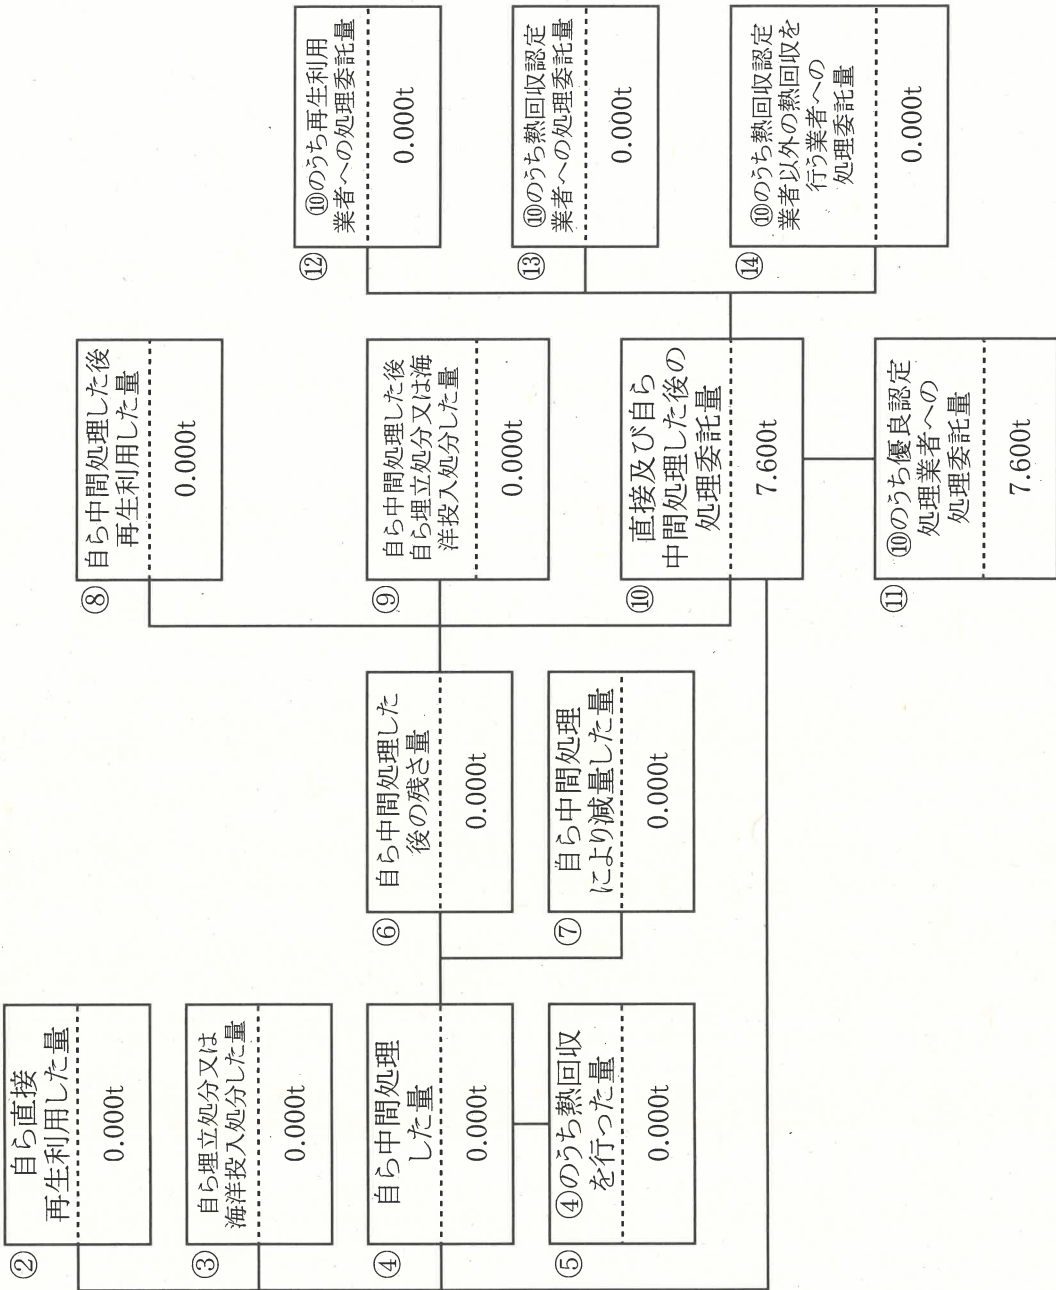 ②
自ら直接
再生利用した量
0.000t
③
自ら埋立処分又は
海洋投入処分した量
0.000t
④
自ら中間処理
した量
0.000t
⑤
④のうち熱回収
を行った量
0.000t
⑥
自ら中間処理した
後の残さ量
0.000t
⑦
自ら中間処理
により減量した量
0.000t
⑧
自ら中間処理した後
再生利用した量
0.000t
⑨
自ら中間処理した後
自ら埋立処分又は海
洋投入処分した量
0.000t
⑩
直接及び自ら
中間処理した後の
処理委託量
7.600t
⑪
⑩のうち優良認定
処理業者への
処理委託量
7.600t
⑫
⑩のうち再生利用
業者への処理委託量
0.000t
⑬
⑩のうち熱回収認定
業者への処理委託量
0.000t
⑭
⑩のうち熱回収認定
業者以外の熱回収を
行う業者への
処理委託量
0.000t